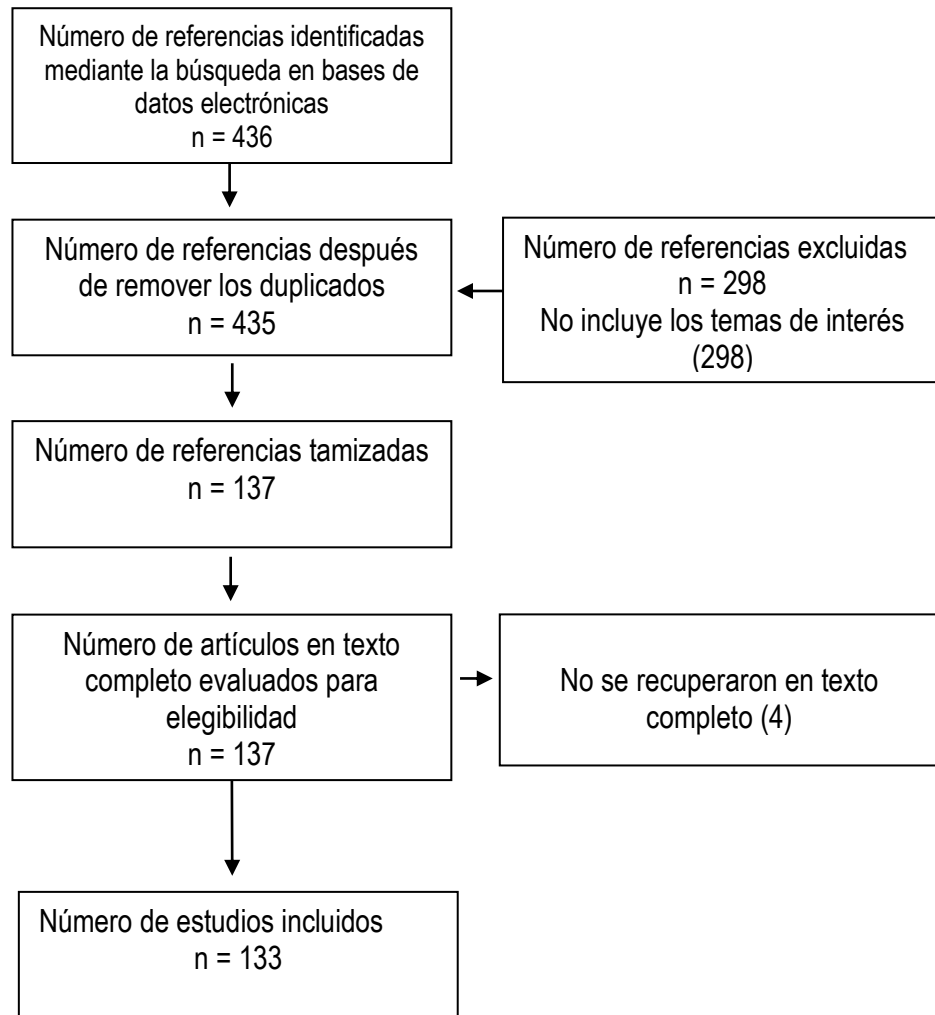 Número de referencias identificadas
mediante la búsqueda en bases de
datos electrónicas
n = 436
Número de referencias después
de remover los duplicados
n = 435
Número de referencias excluidas
n = 298
No incluye los temas de interés
(298)
Número de referencias tamizadas
n = 137
Número de artículos en texto
completo evaluados para
elegibilidad
n = 137
No se recuperaron en texto
completo (4)
Número de estudios incluidos
n = 133